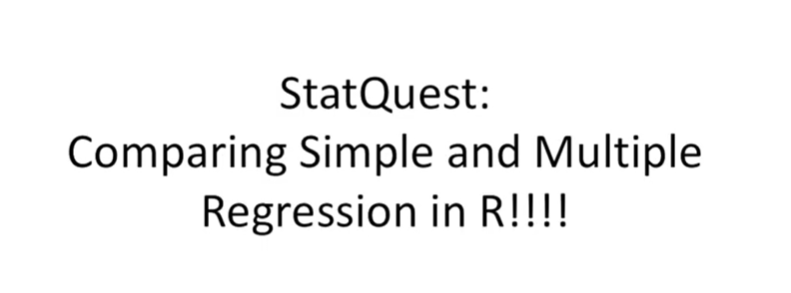 StatQuest:
Comparing Simple and Multiple
Regression in R!!!!